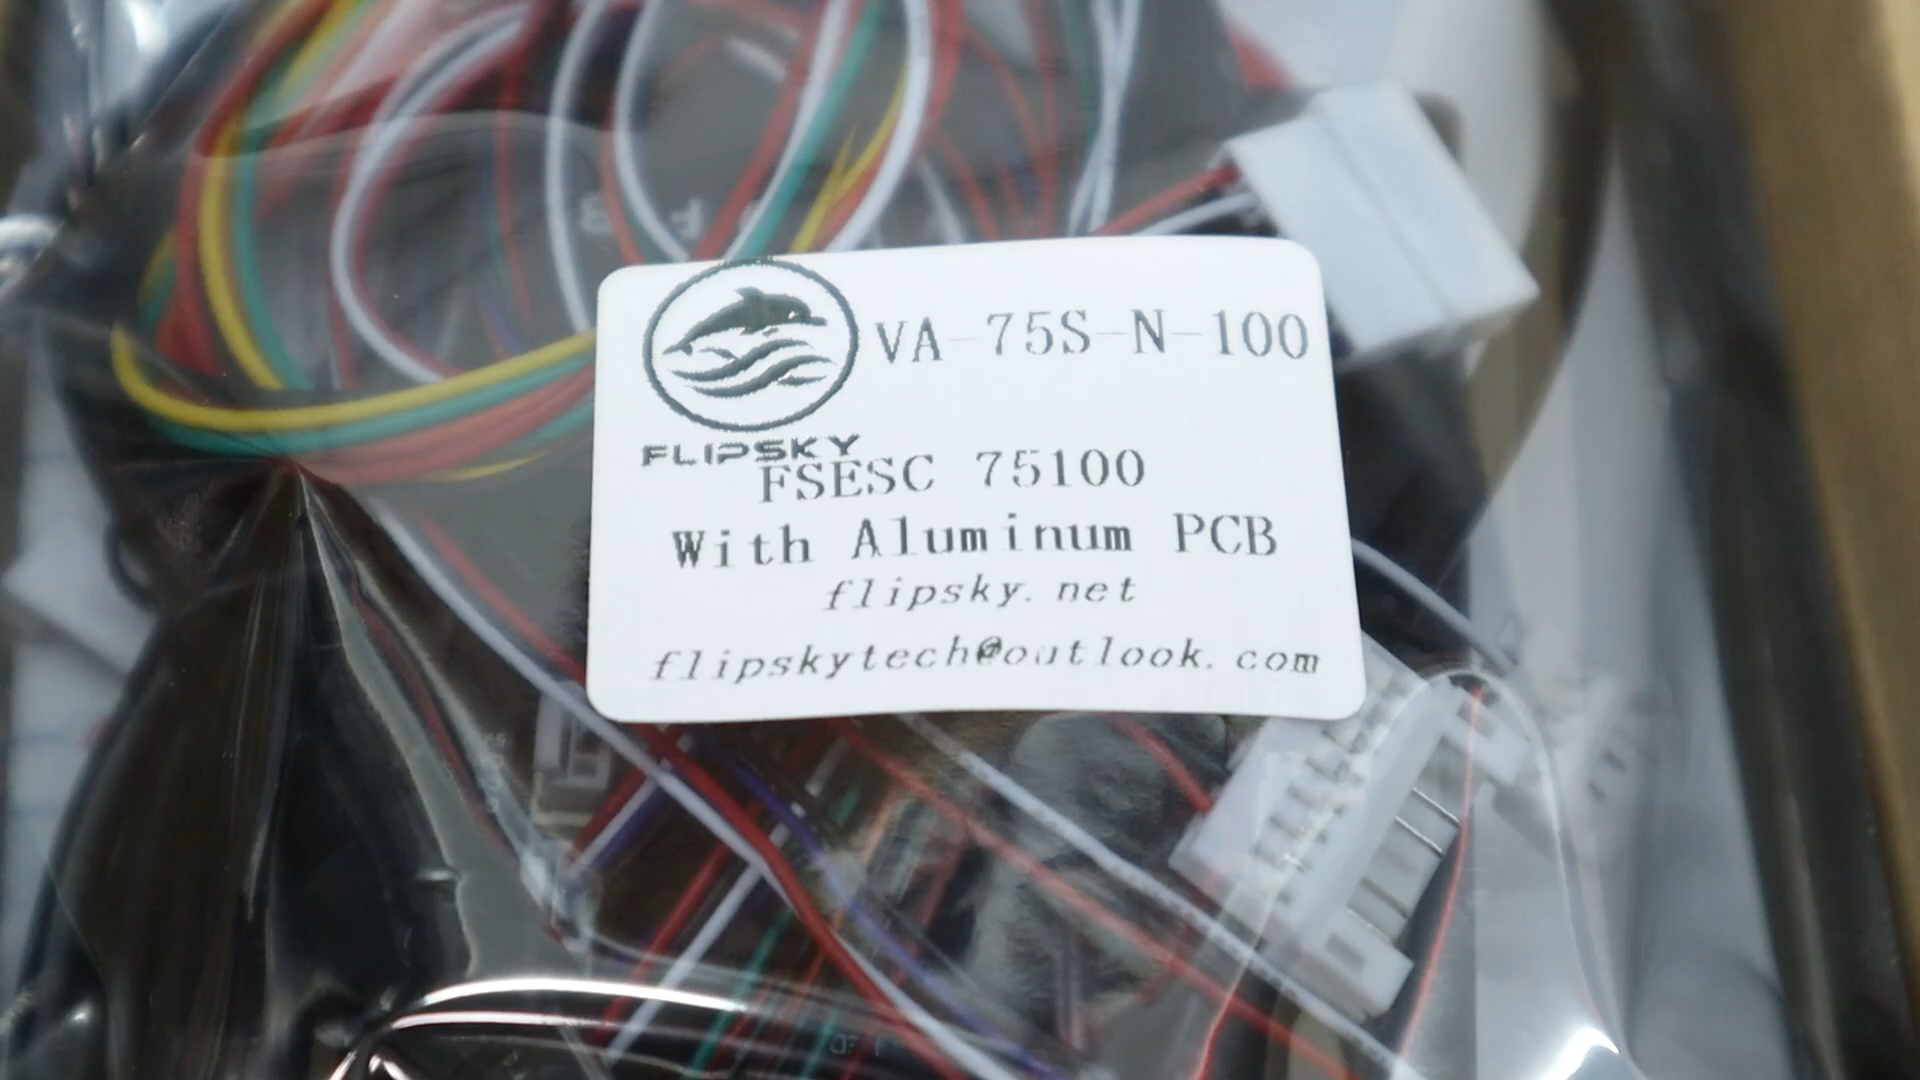 VA-75S-N-100
FLIPSKY
FSESC 75100
With Aluminum PCB
flipsky.net
flipskytech@outlook.com